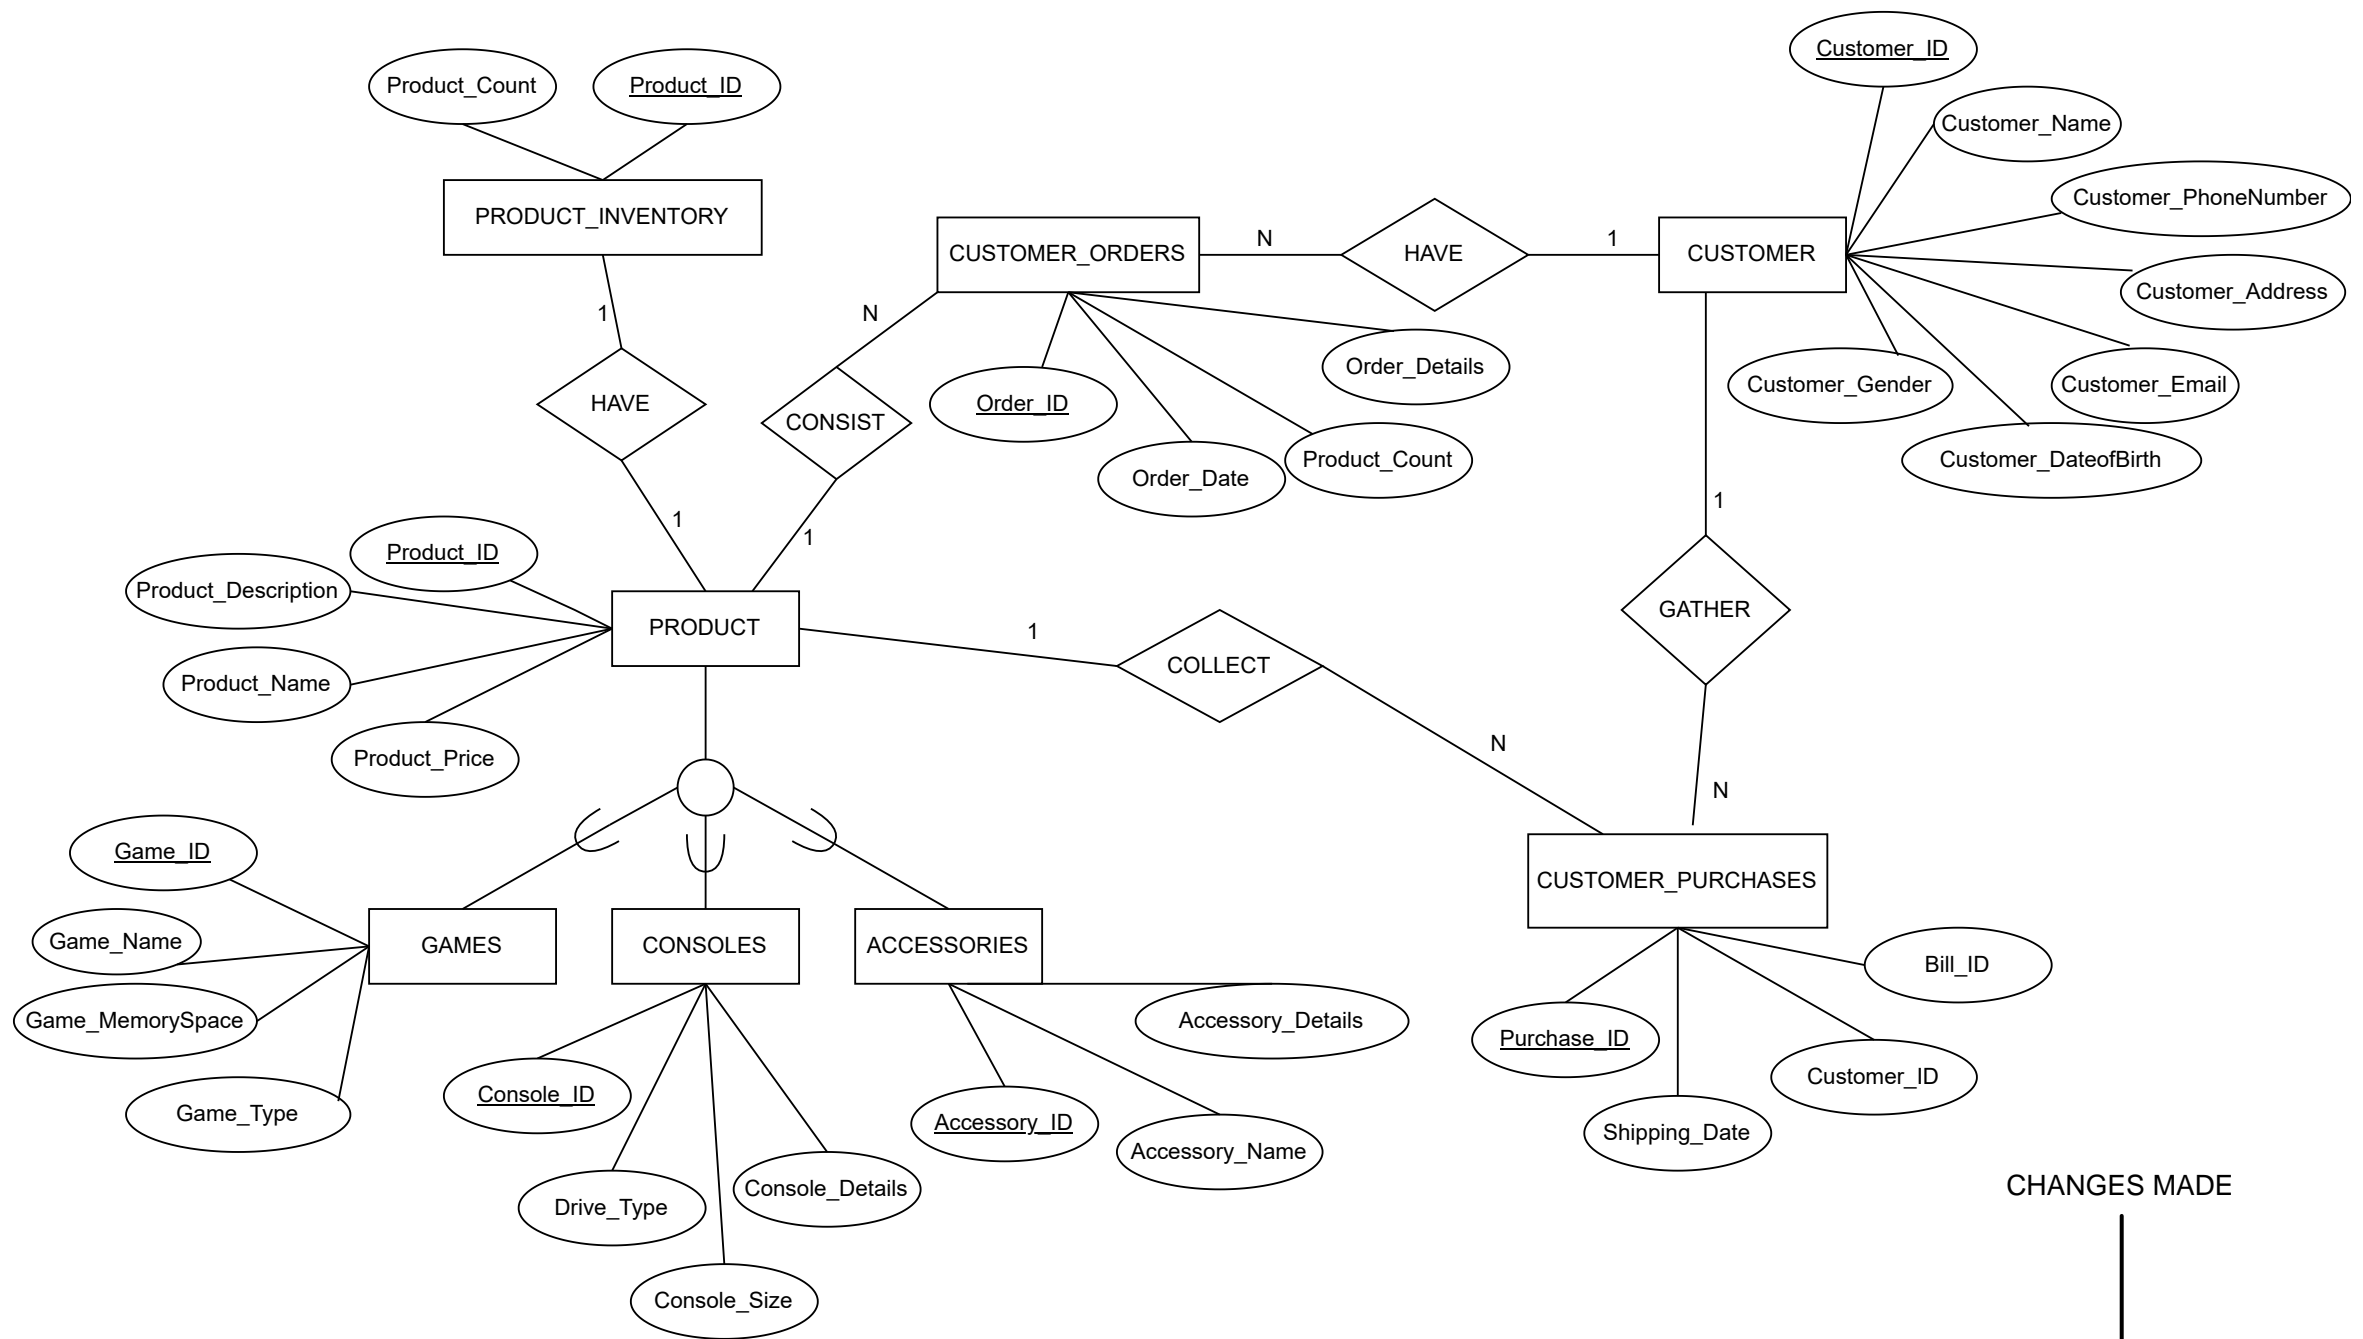 Customer_ID
Product_Count
Product_ID
Customer_Name
Customer_PhoneNumber
PRODUCT_INVENTORY
CUSTOMER_ORDERS
N
HAVE
1
CUSTOMER
Customer_Address
1
N
Order_Details
Customer_Gender
Customer_Email
HAVE
CONSIST
Order_ID
Order_Date
Product_Count
Customer_DateofBirth
1
1
1
Product_ID
Product_Description
PRODUCT
1
GATHER
COLLECT
Product_Name
Product_Price
N
N
Game_ID
CUSTOMER_PURCHASES
Game_Name
GAMES
CONSOLES
ACCESSORIES
Bill_ID
Game_MemorySpace
Accessory_Details
Purchase_ID
Customer_ID
Game_Type
Console_ID
Accessory_ID
Accessory_Name
Shipping_Date
Drive_Type
Console_Details
CHANGES MADE
Console_Size